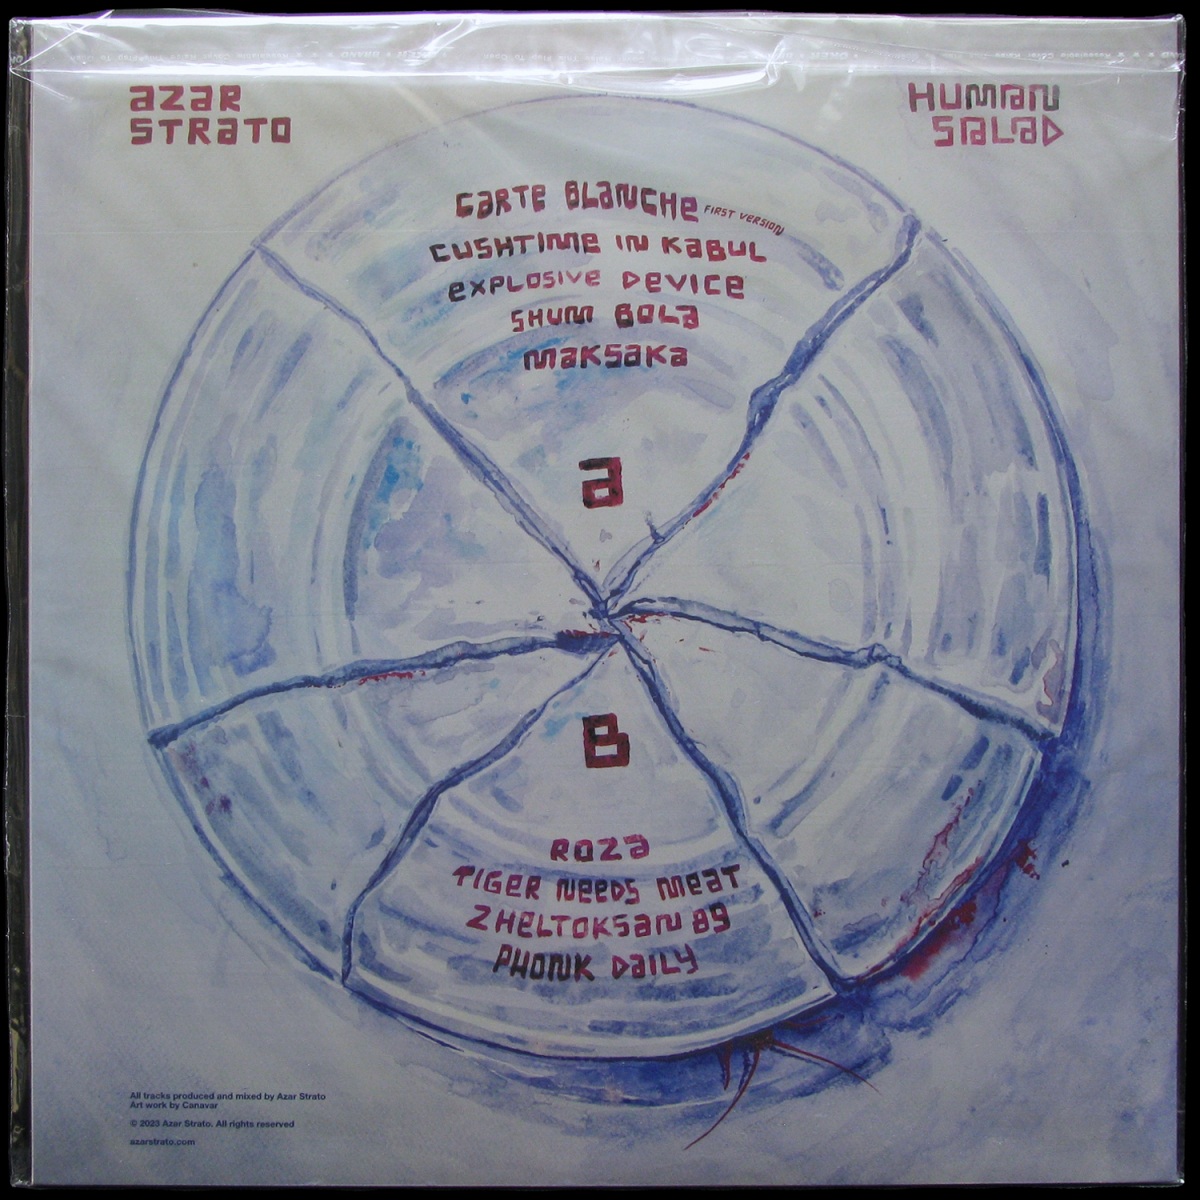 AZAR
STRATO
HUMAN
SALAD
CARTE BLANCHE FIRST VERSION
CUSHTIME IN KABUL
EXPLOSIVE DEVICE
SHUM BOLA
MAKSAKA
A
B
ROZA
TIGER NEEDS MEAT
ZHELTOKSAN 89
PHONK DAILY
All tracks produced and mixed by Azar Strato
Art work by Canavar
© 2023 Azar Strato. All rights reserved
azarstrato.com